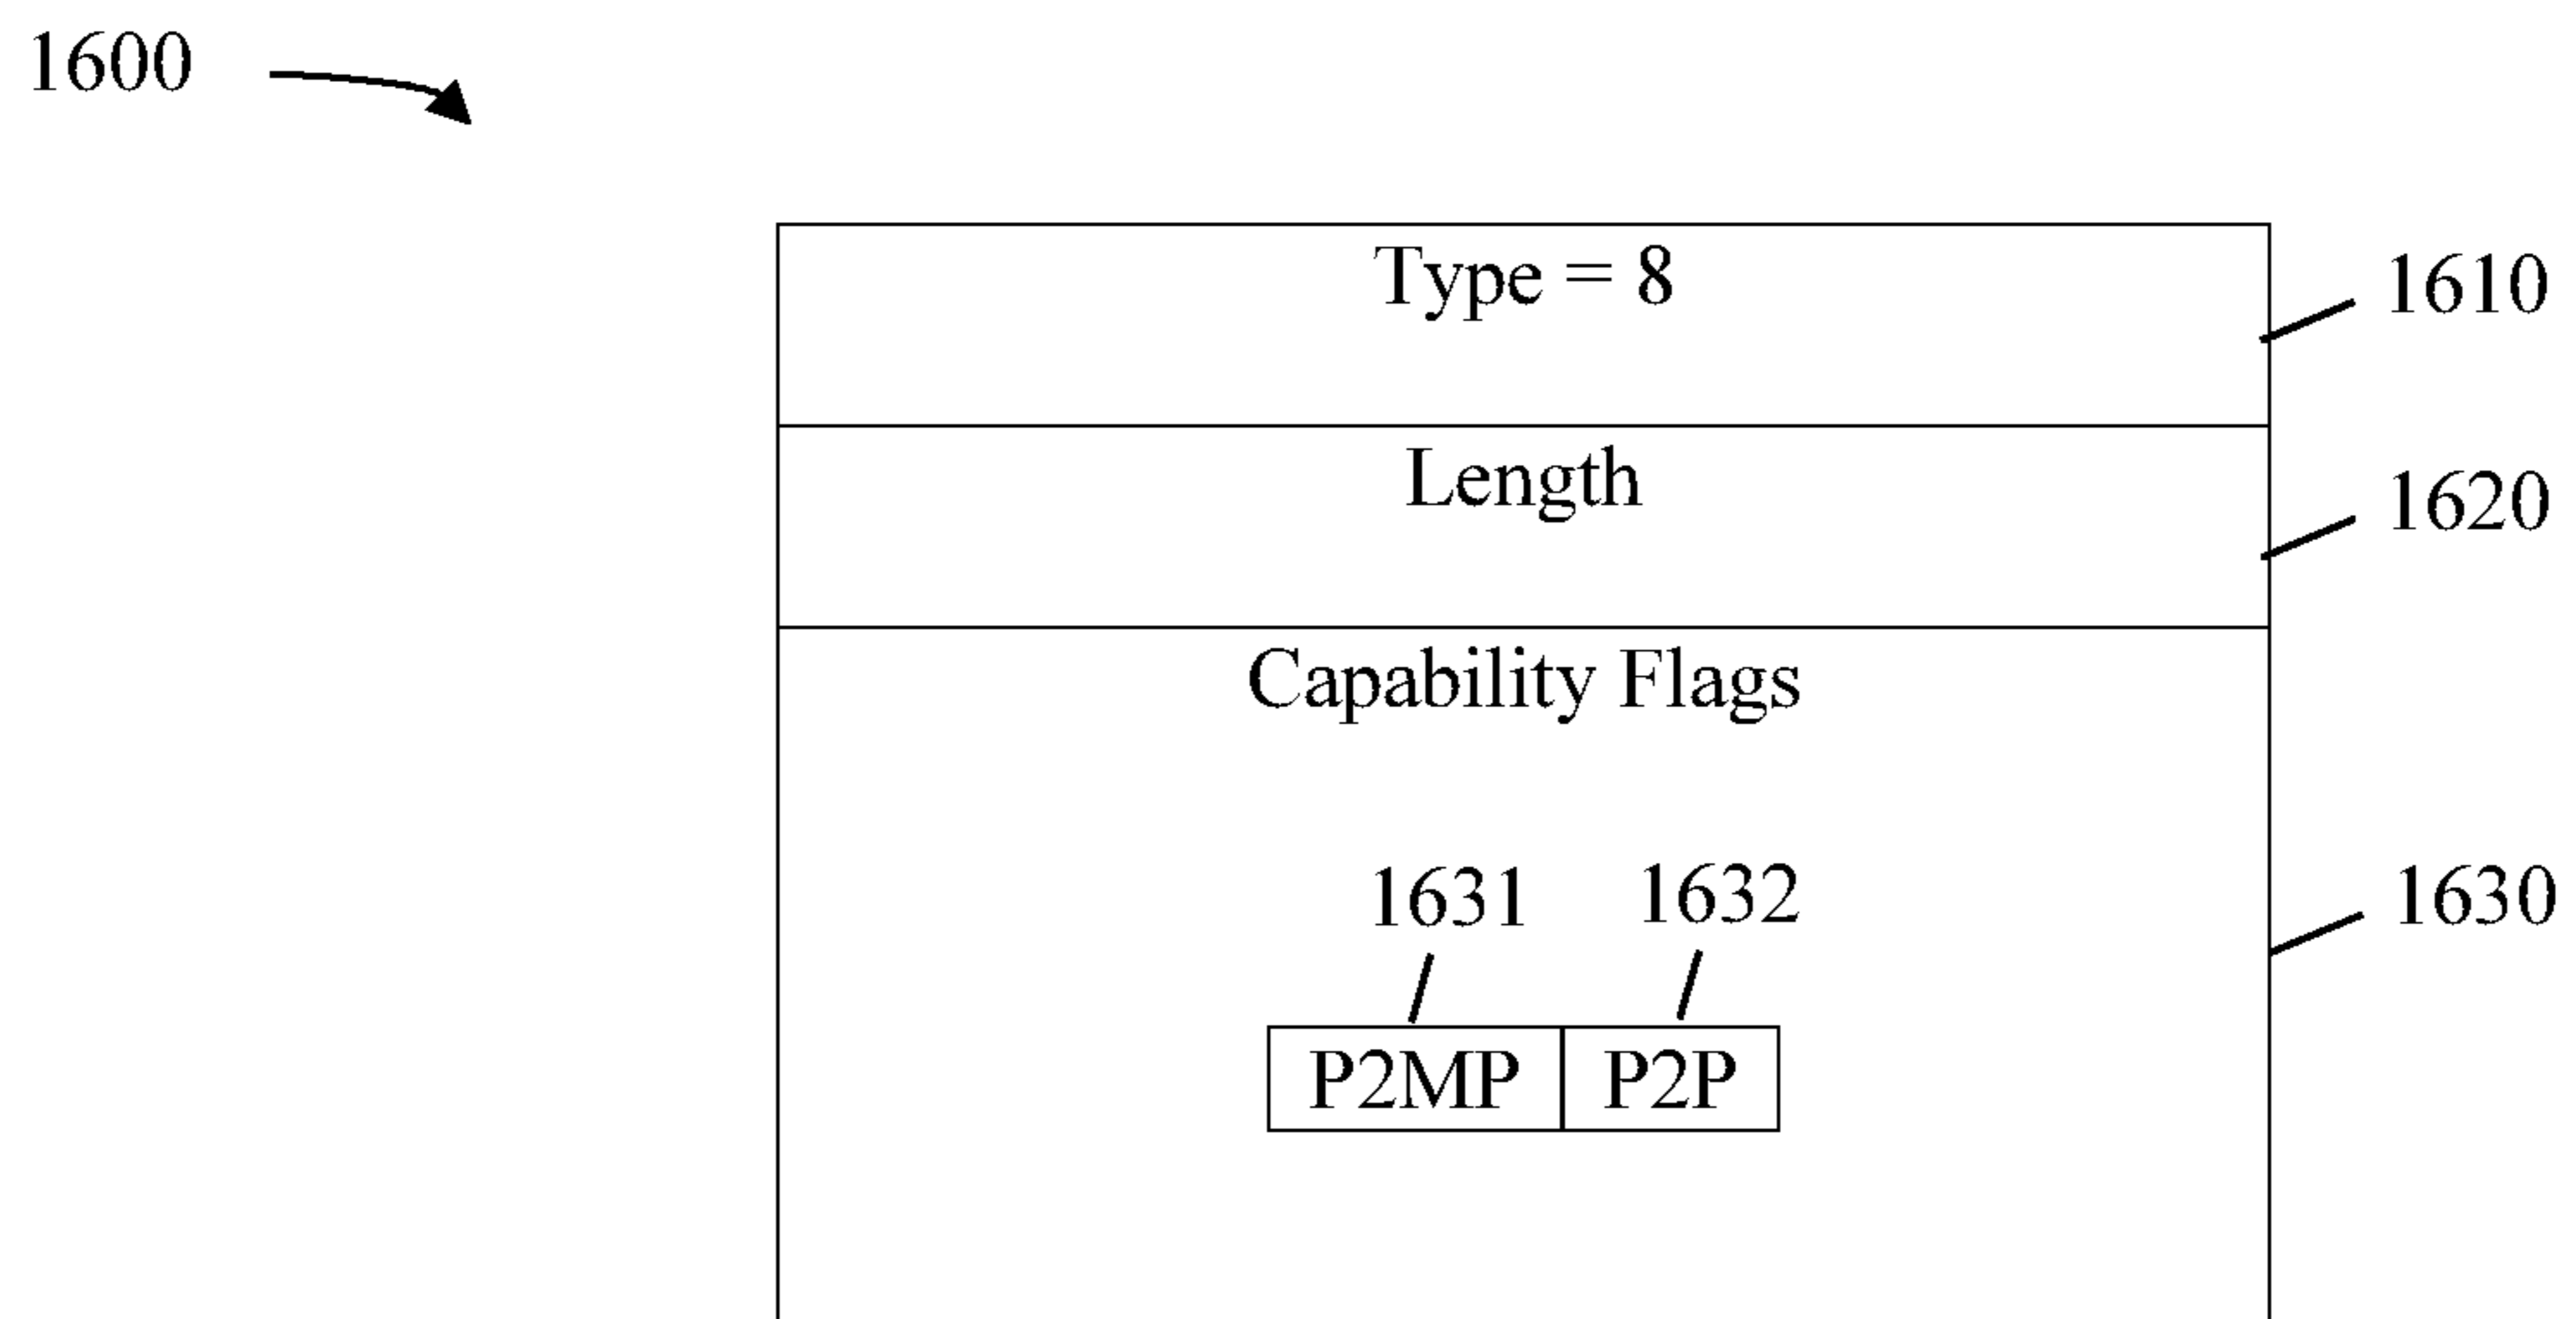 1600
Type = 8
1610
Length
1620
Capability Flags
1631 1632
1630
P2MP P2P